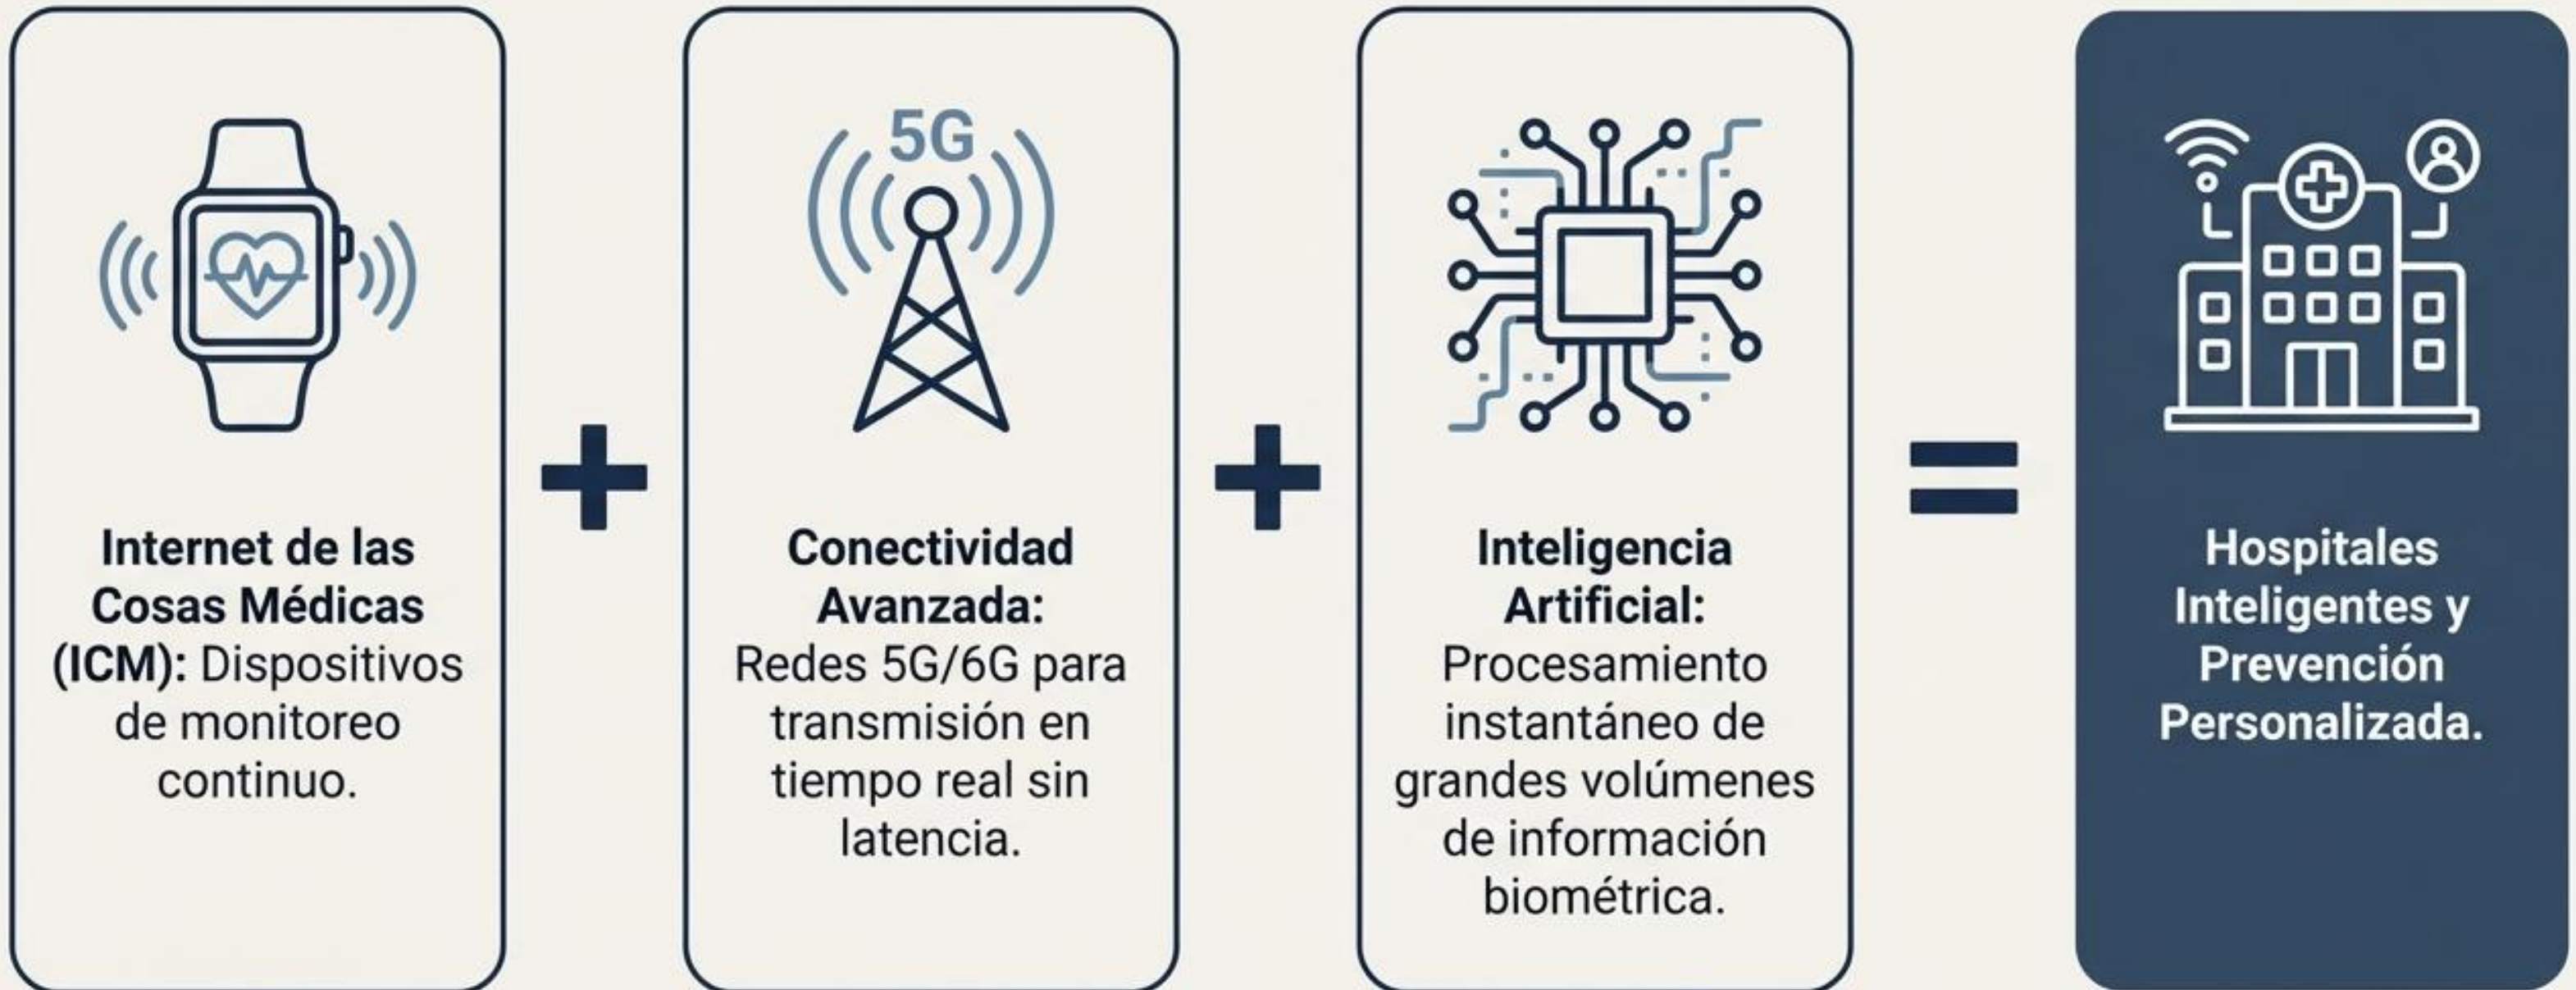 Internet de las
Cosas Médicas
(ICM): Dispositivos
de monitoreo
continuo.
+
5G
Conectividad
Avanzada:
Redes 5G/6G para
transmisión en
tiempo real sin
latencia.
+
Inteligencia
Artificial:
Procesamiento
instantáneo de
grandes volúmenes
de información
biométrica.
=
Hospitales
Inteligentes y
Prevención
Personalizada.